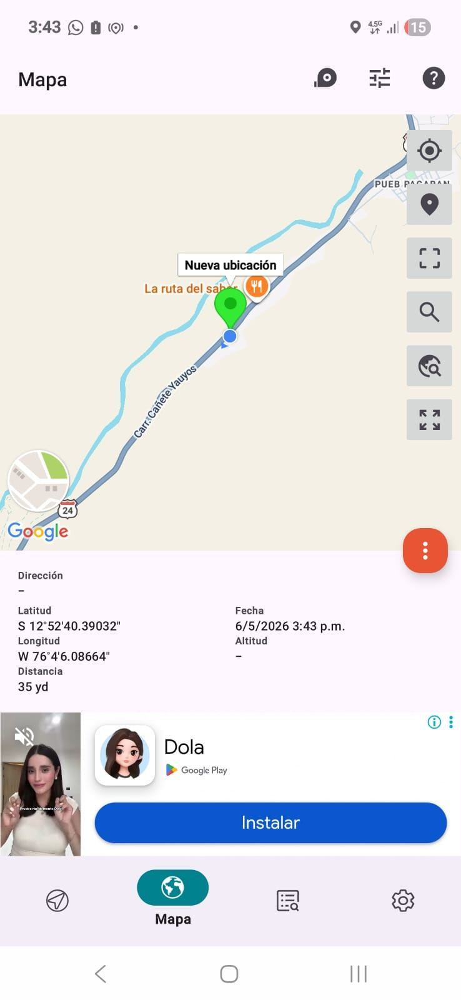 3:43
4.5G
15
Mapa
PUEB PACARAN
Nueva ubicación
La ruta del sabor
Carr. Cañete Yauyos
24
Google
Dirección
–
Latitud
S 12°52'40.39032"
Longitud
W 76°4'6.08664"
Distancia
35 yd
Fecha
6/5/2026 3:43 p.m.
Altitud
–
Dola
Google Play
Instalar
Mapa